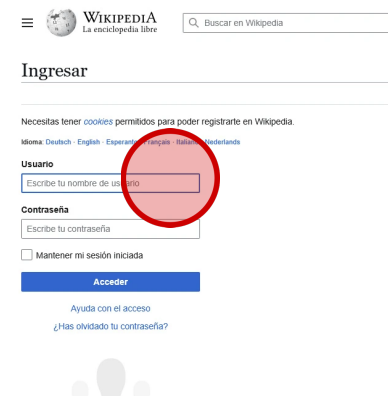 WIKIPEDIA
La enciclopedia libre
Buscar en Wikipedia
Ingresar
Necesitas tener cookies permitidos para poder registrarte en Wikipedia.
Idioma: Deutsch · English · Esperanto · Français · Italiano · Nederlands
Usuario
Escribe tu nombre de usuario
Contraseña
Escribe tu contraseña
Mantener mi sesión iniciada
Acceder
Ayuda con el acceso
¿Has olvidado tu contraseña?